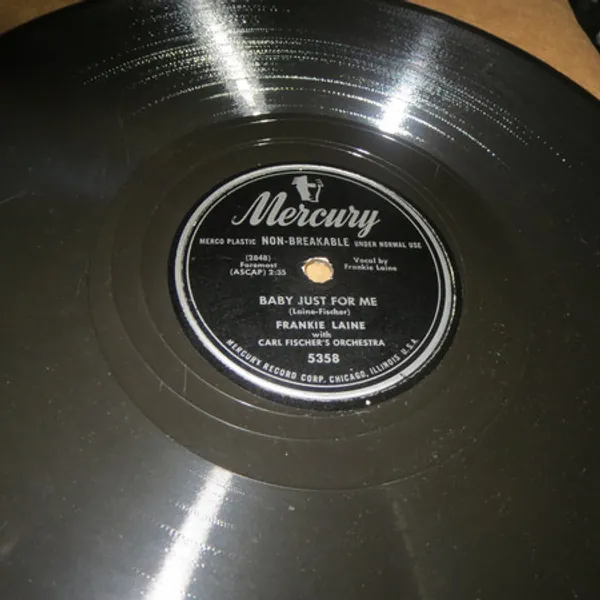 Mercury
MERCO PLASTIC NON-BREAKABLE UNDER NORMAL USE
(2848)
Foremost
(ASCAP) 2:35
Vocal by
Frankie Laine
BABY JUST FOR ME
(Laine-Fischer)
FRANKIE LAINE
with
CARL FISCHER'S ORCHESTRA
5358
MERCURY RECORD CORP. CHICAGO, ILLINOIS U.S.A.